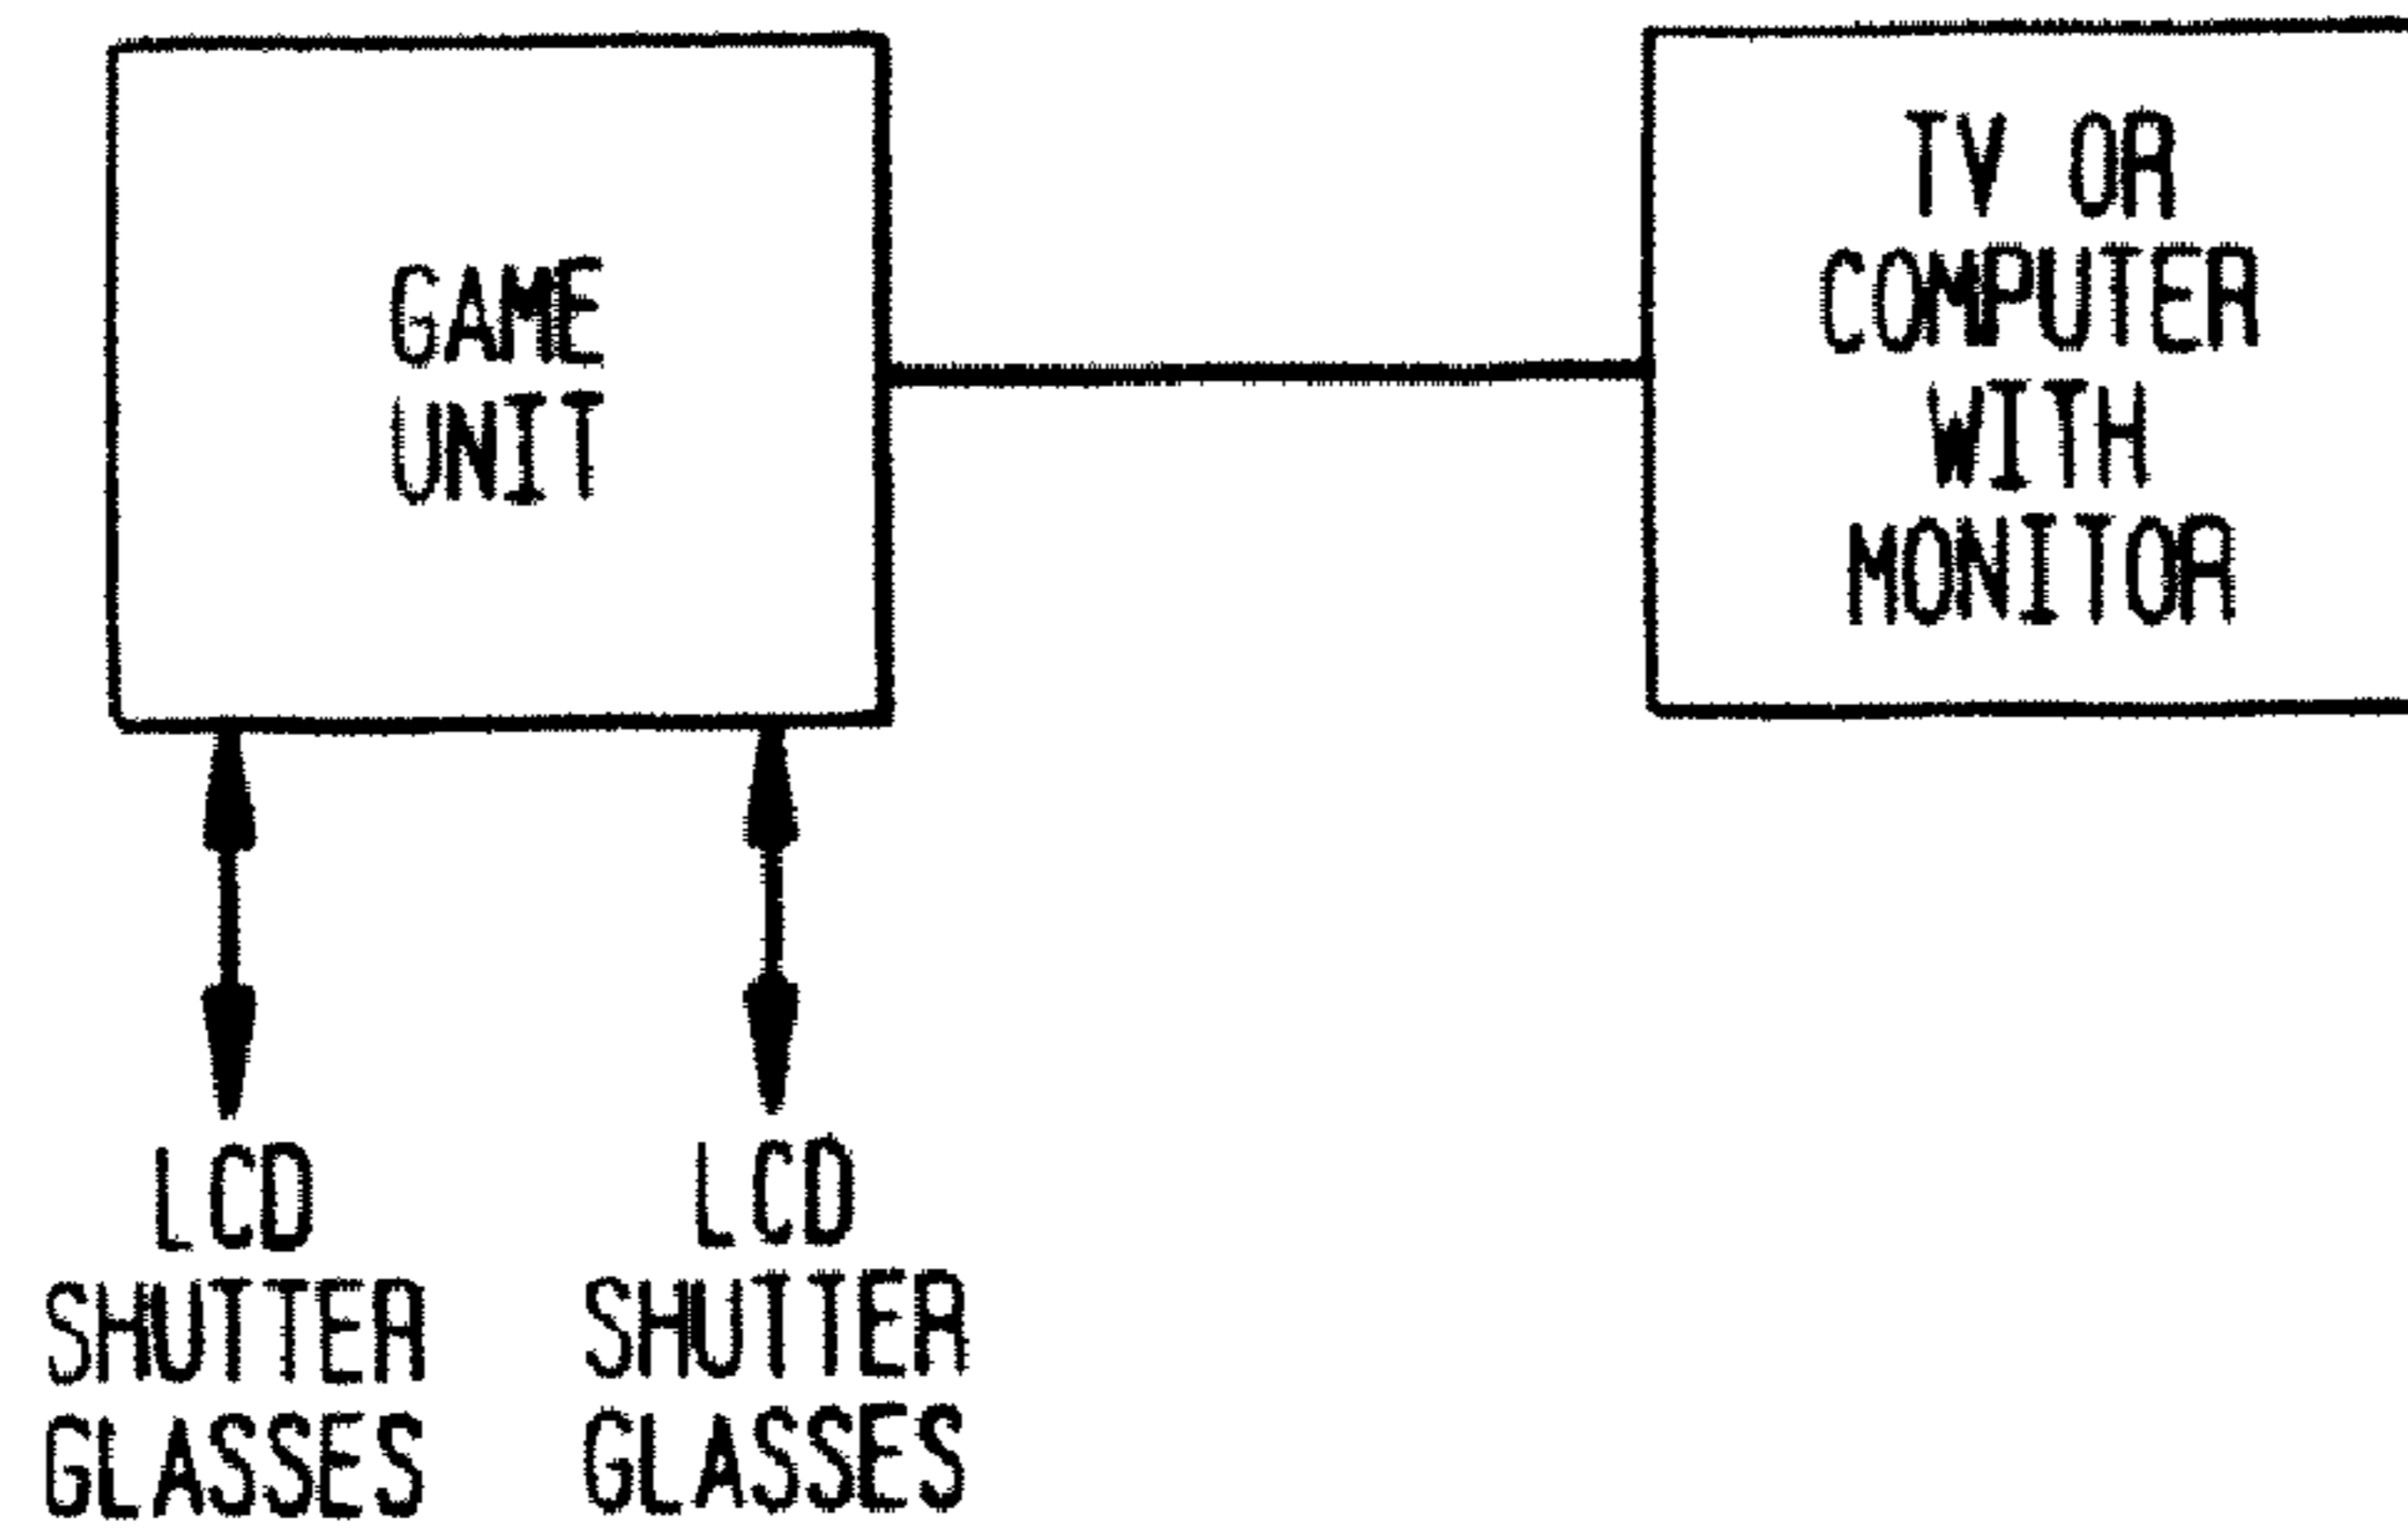 GAME
UNIT
TV OR
COMPUTER
WITH
MONITOR
LCD
SHUTTER
GLASSES
LCD
SHUTTER
GLASSES